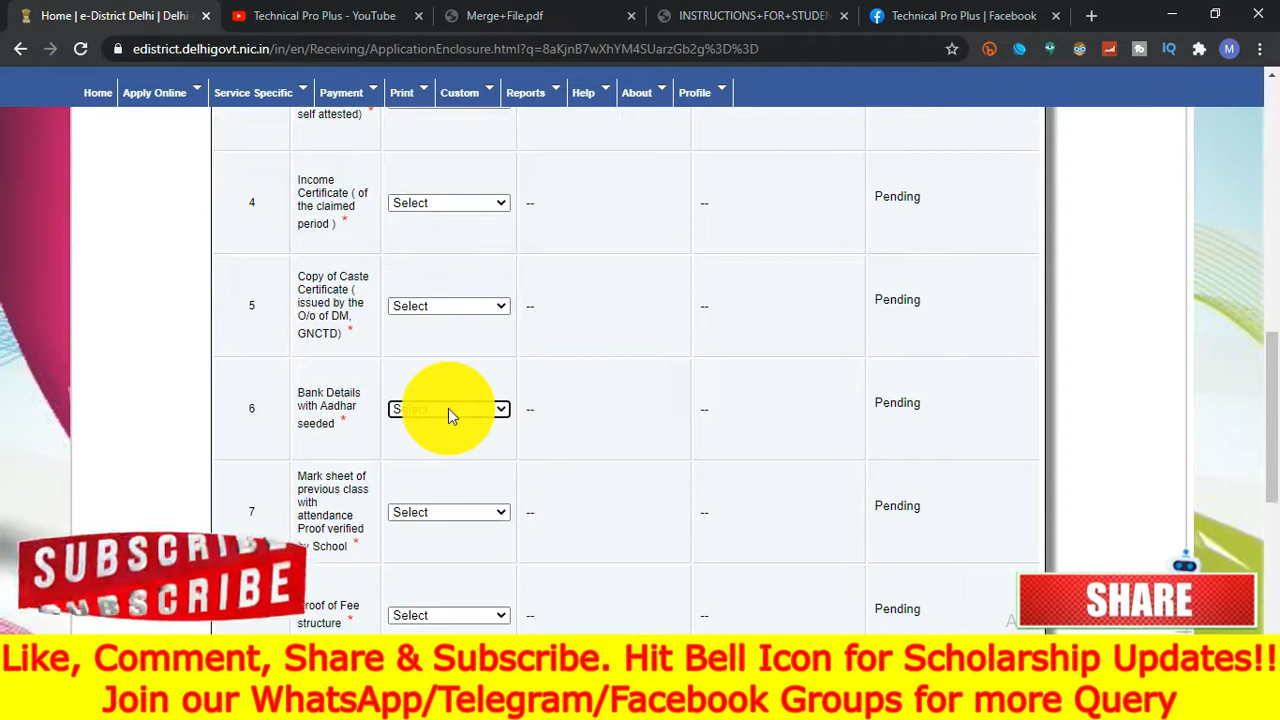 Home | e-District Delhi | Delhi
Technical Pro Plus - YouTube
Merge+File.pdf
INSTRUCTIONS+FOR+STUDEN
Technical Pro Plus | Facebook
edistrict.delhigovt.nic.in/in/en/Receiving/ApplicationEnclosure.html?q=8aKjnB7wXhYM4SUarzGb2g%3D%3D
IQ
M
Home
Apply Online
Service Specific
Payment
Print
Custom
Reports
Help
About
Profile
self attested) *
4
Income
Certificate ( of
the claimed
period ) *
Select
--
--
Pending
5
Copy of Caste
Certificate (
issued by the
O/o of DM,
GNCTD) *
Select
--
--
Pending
6
Bank Details
with Aadhar
seeded *
Select
--
--
Pending
7
Mark sheet of
previous class
with
attendance
Proof verified
by School *
Select
--
--
Pending
Proof of Fee
structure *
Select
--
--
Pending
SUBSCRIBE
SUBSCRIBE
SHARE
Like, Comment, Share & Subscribe. Hit Bell Icon for Scholarship Updates!!
Join our WhatsApp/Telegram/Facebook Groups for more Query